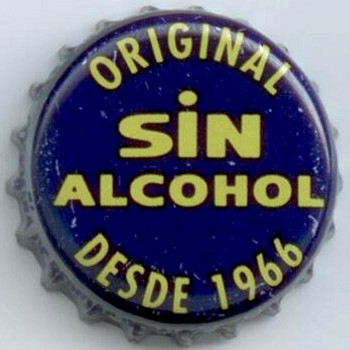 ORIGINAL
SiN
ALCOHOL
DESDE 1966